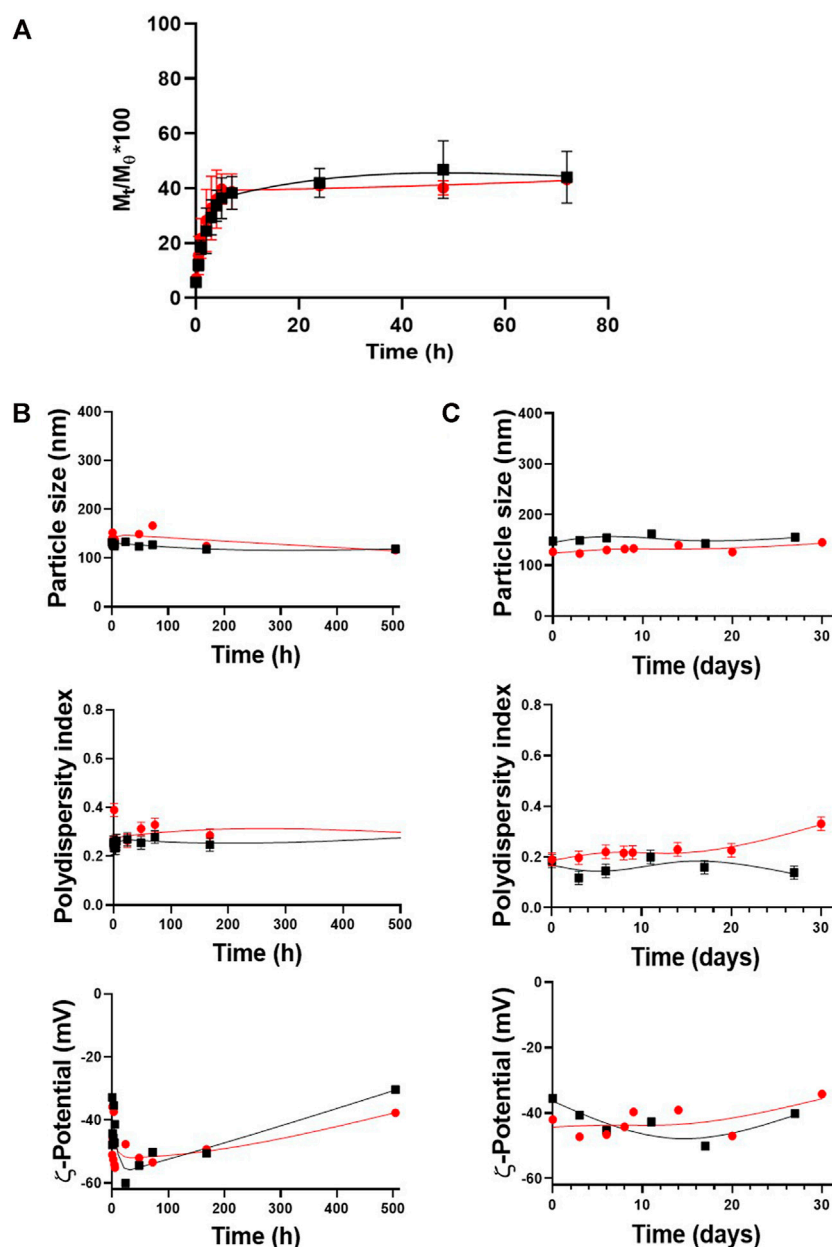 A
M_t/M_θ*100
100
80
60
40
20
0
0 20 40 60 80
Time (h)
B
Particle size (nm)
400
300
200
100
0
0 100 200 300 400 500
Time (h)
C
Particle size (nm)
400
300
200
100
0
0 10 20 30
Time (days)
Polydispersity index
0.8
0.6
0.4
0.2
0.0
0 100 200 300 400 500
Time (h)
Polydispersity index
0.8
0.6
0.4
0.2
0.0
0 10 20 30
Time (days)
ζ-Potential (mV)
0
-20
-40
-60
0 100 200 300 400 500
Time (h)
ζ-Potential (mV)
0
-20
-40
-60
0 10 20 30
Time (days)